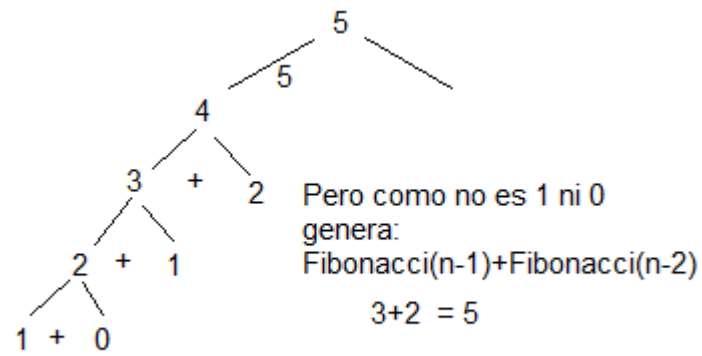 5
5
4
3 + 2
Pero como no es 1 ni 0
genera:
Fibonacci(n-1)+Fibonacci(n-2)
2 + 1
3+2 = 5
1 + 0